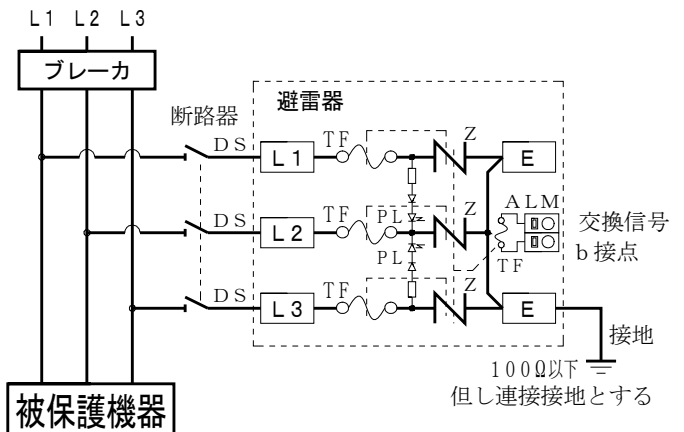 L1 L2 L3
ブレーカ
避雷器
断路器
DS
L1
TF
Z
E
DS
L2
TF
PL
Z
ALM
交換信号
b接点
PL
TF
DS
L3
TF
Z
E
接地
100Ω以下
但し連接接地とする
被保護機器